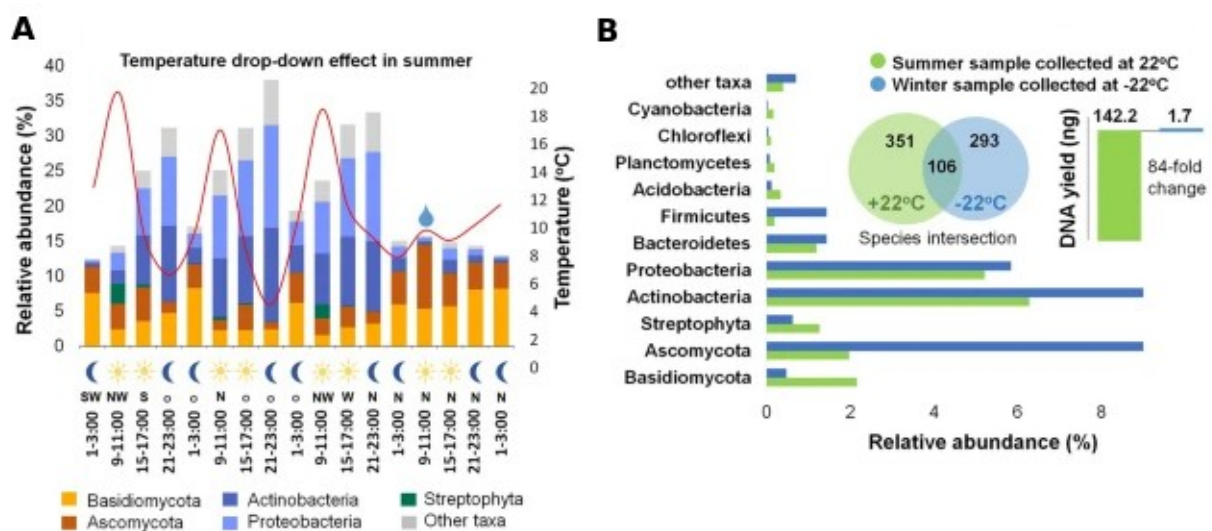 A
Temperature drop-down effect in summer
Relative abundance (%)
40
35
30
25
20
15
10
5
0
Temperature (ºC)
20
18
16
14
12
10
8
6
4
2
0
SW NW S o o N o o o NW W N N N N N N
1-3:00
9-11:00
15-17:00
21-23:00
1-3:00
9-11:00
15-17:00
21-23:00
1-3:00
9-11:00
15-17:00
21-23:00
1-3:00
9-11:00
15-17:00
21-23:00
1-3:00
Basidiomycota Actinobacteria Streptophyta
Ascomycota Proteobacteria Other taxa
B
Summer sample collected at 22ºC
Winter sample collected at -22ºC
other taxa
Cyanobacteria
Chloroflexi
Planctomycetes
Acidobacteria
Firmicutes
Bacteroidetes
Proteobacteria
Actinobacteria
Streptophyta
Ascomycota
Basidiomycota
0 2 4 6 8
Relative abundance (%)
351 106 293
+22ºC -22ºC
Species intersection
DNA yield (ng)
142.2 1.7
84-fold
change